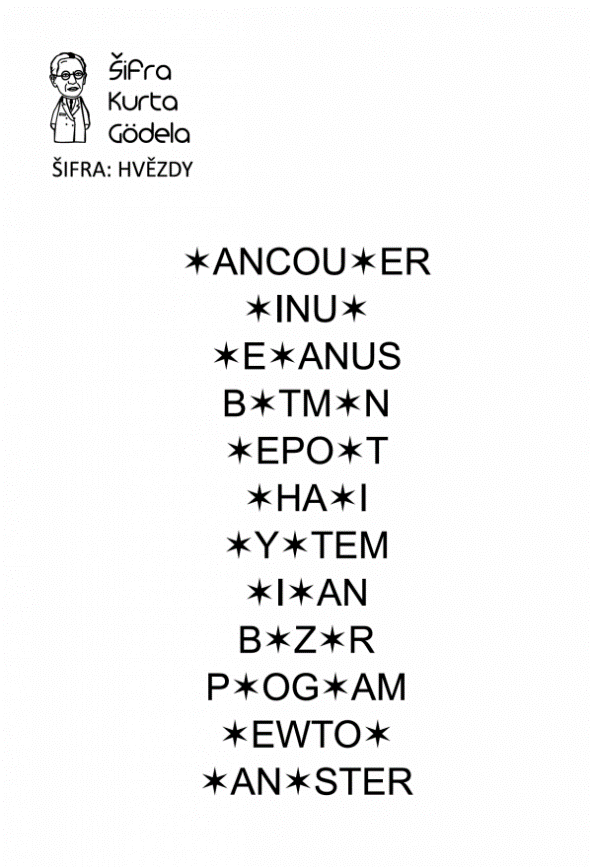 Šifra
Kurta
Gödela
ŠIFRA: HVĚZDY
✶ANCOU✶ER
✶INU✶
✶E✶ANUS
B✶TM✶N
✶EPO✶T
✶HA✶I
✶Y✶TEM
✶I✶AN
B✶Z✶R
P✶OG✶AM
✶EWTO✶
✶AN✶STER